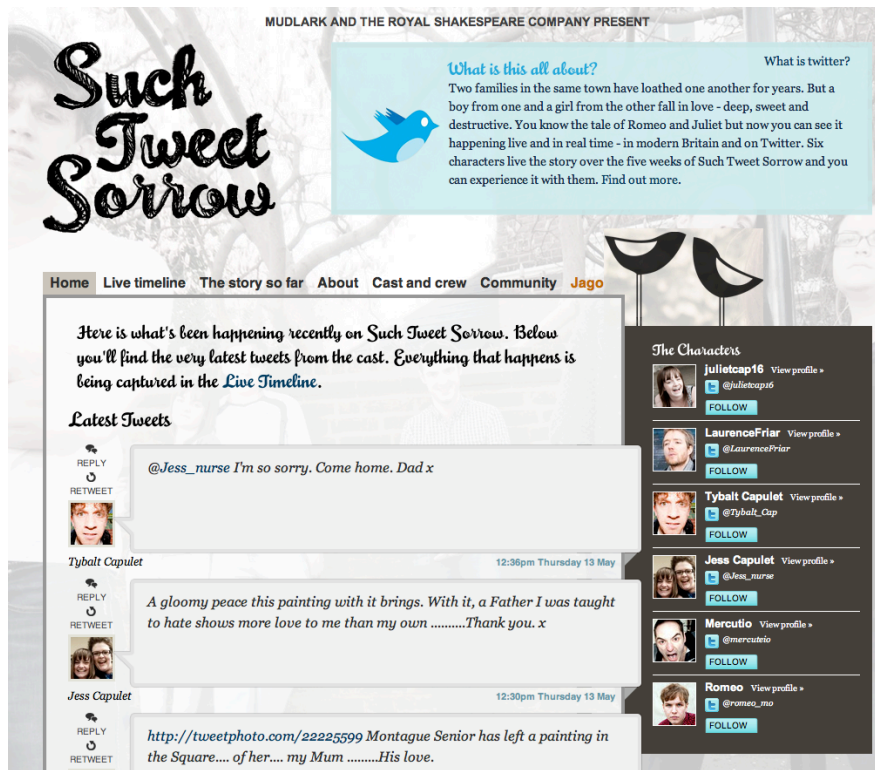 MUDLARK AND THE ROYAL SHAKESPEARE COMPANY PRESENT
Such
Tweet
Sorrow
What is twitter?
What is this all about?
Two families in the same town have loathed one another for years. But a
boy from one and a girl from the other fall in love - deep, sweet and
destructive. You know the tale of Romeo and Juliet but now you can see it
happening live and in real time - in modern Britain and on Twitter. Six
characters live the story over the five weeks of Such Tweet Sorrow and you
can experience it with them. Find out more.
Home Live timeline The story so far About Cast and crew Community Jago
Here is what's been happening recently on Such Tweet Sorrow. Below
you'll find the very latest tweets from the cast. Everything that happens is
being captured in the Live Timeline.
Latest Tweets
REPLY
RETWEET
@Jess_nurse I'm so sorry. Come home. Dad x
Tybalt Capulet 12:36pm Thursday 13 May
REPLY
RETWEET
A gloomy peace this painting with it brings. With it, a Father I was taught
to hate shows more love to me than my own ..........Thank you. x
Jess Capulet 12:30pm Thursday 13 May
REPLY
RETWEET
http://tweetphoto.com/22225599 Montague Senior has left a painting in
the Square.... of her.... my Mum .........His love.
The Characters
julietcap16 View profile »
@julietcap16
FOLLOW
LaurenceFriar View profile »
@LaurenceFriar
FOLLOW
Tybalt Capulet View profile »
@Tybalt_Cap
FOLLOW
Jess Capulet View profile »
@Jess_nurse
FOLLOW
Mercutio View profile »
@mercuteio
FOLLOW
Romeo View profile »
@romeo_mo
FOLLOW